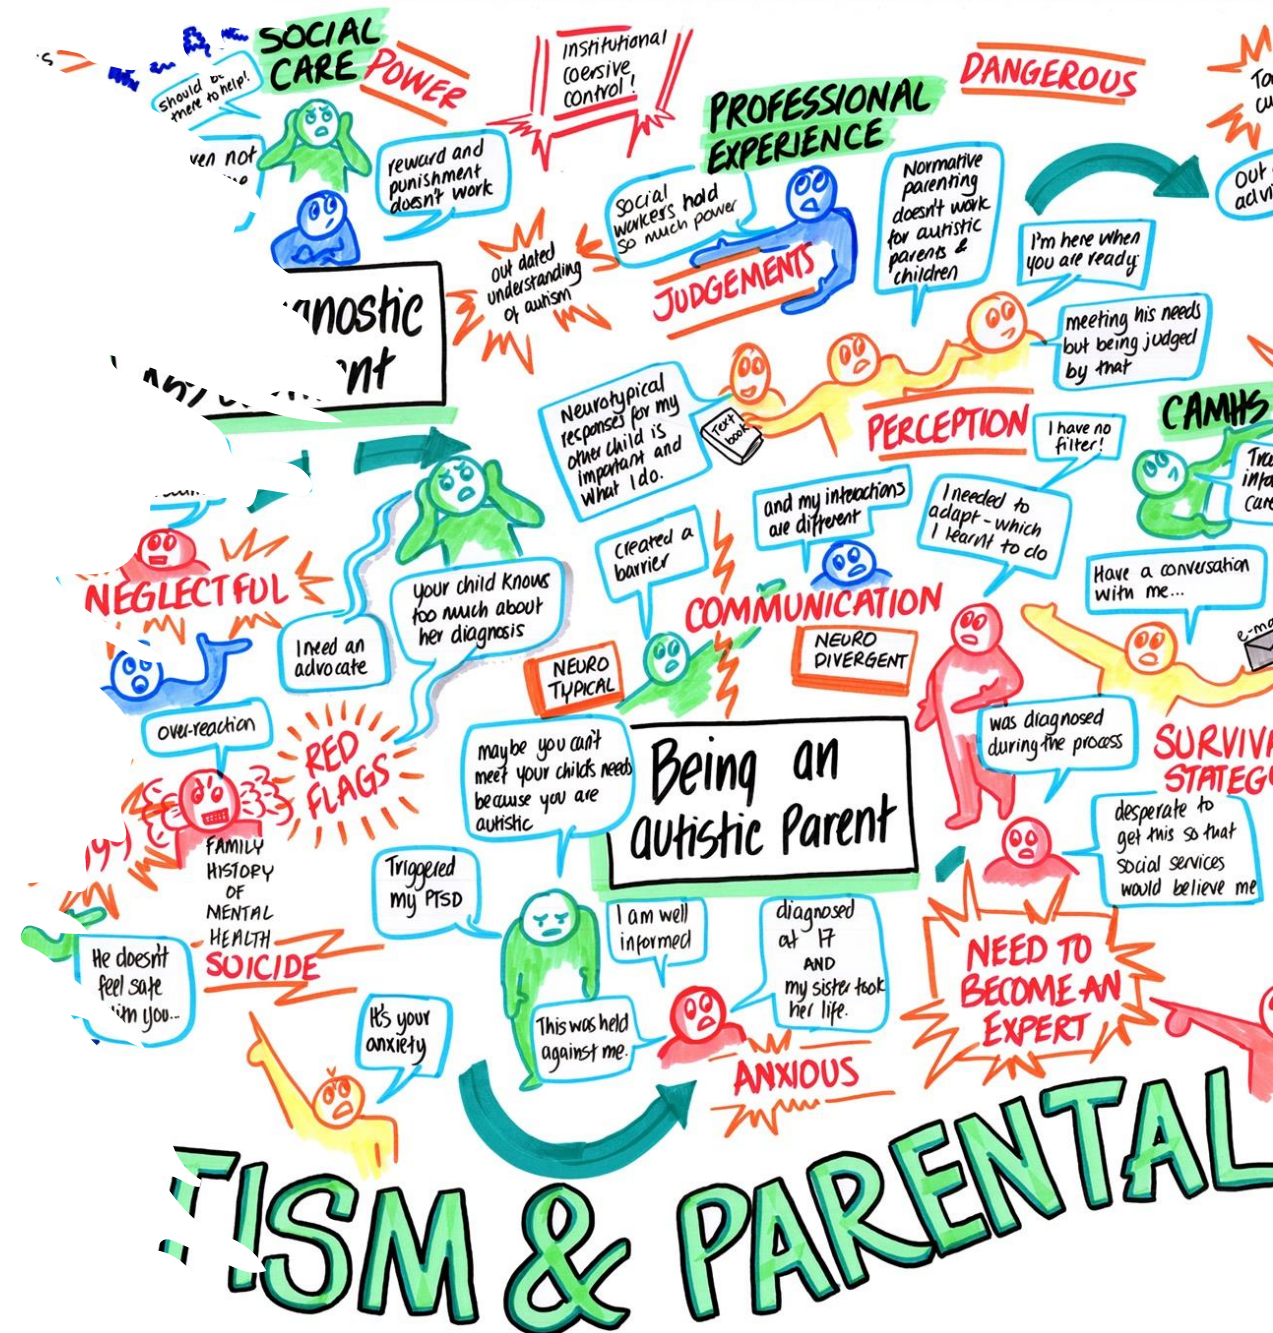 SOCIAL
CARE
POWER
should be
there to help!
reward and
punishment
doesn't work
institutional
coersive
control!
PROFESSIONAL
EXPERIENCE
DANGEROUS
not
Social
workers hold
so much power
Normative
parenting
doesn't work
for autistic
parents &
children
I'm here when
you are ready
out
out dated
understanding
of autism
JUDGEMENTS
meeting his needs
but being judged
by that
Neurotypical
responses for my
other child is
important and
what I do.
Text
book
PERCEPTION
I have no
filter!
CAMHS
and my interactions
are different
I needed to
adapt - which
I learnt to do
created a
barrier
NEGLECTFUL
your child knows
too much about
her diagnosis
I need an
advocate
COMMUNICATION
NEURO
TYPICAL
NEURO
DIVERGENT
Have a conversation
with me...
over-reaction
RED
FLAGS
maybe you can't
meet your child's needs
because you are
autistic
Being an
autistic Parent
was diagnosed
during the process
desperate to
get this so that
social services
would believe me
FAMILY
HISTORY
OF
MENTAL
HEALTH
SUICIDE
Triggered
my PTSD
I am well
informed
diagnosed
at 17
AND
my sister took
her life.
This was held
against me.
ANXIOUS
NEED TO
BECOME AN
EXPERT
He doesn't
feel safe
you...
It's your
anxiety
& PARENTAL